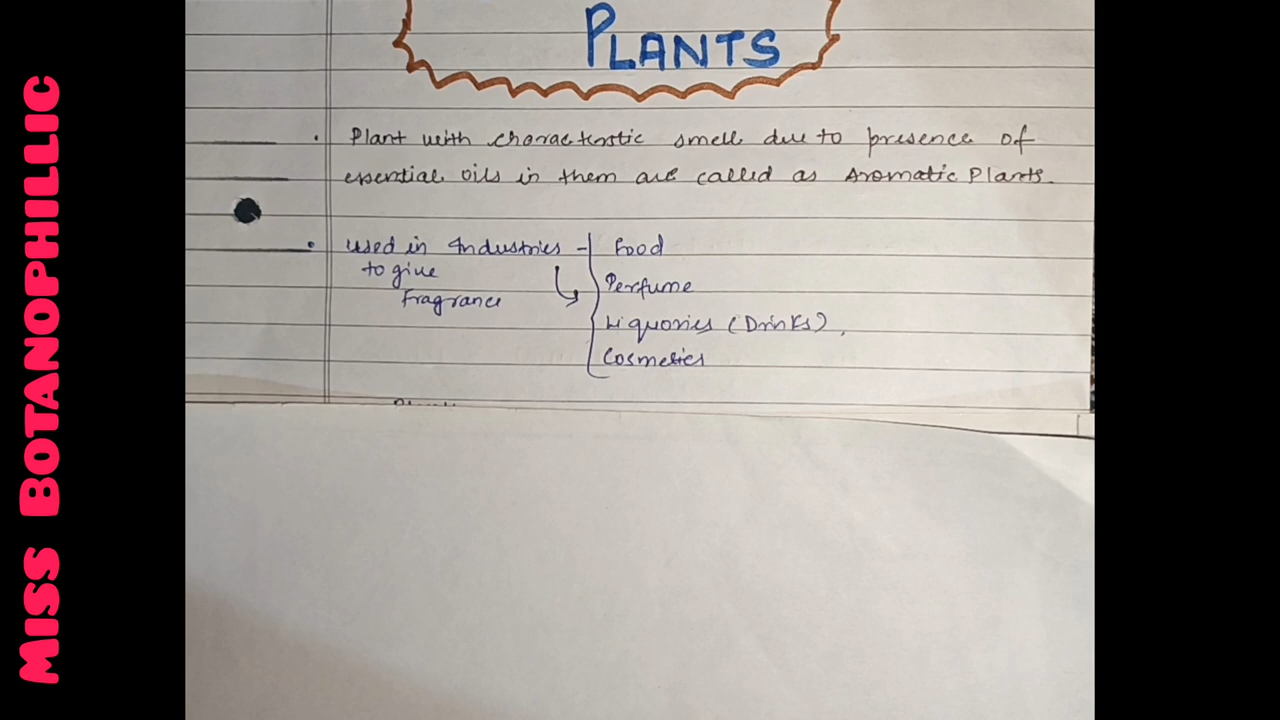 MISS BOTANOPHILLIC
PLANTS
• Plant with characteristic smell due to presence of
essential oils in them are called as Aromatic Plants.
• Used in Industries - Food
to give
Fragrance
Perfume
Liquories (Drinks),
Cosmetics